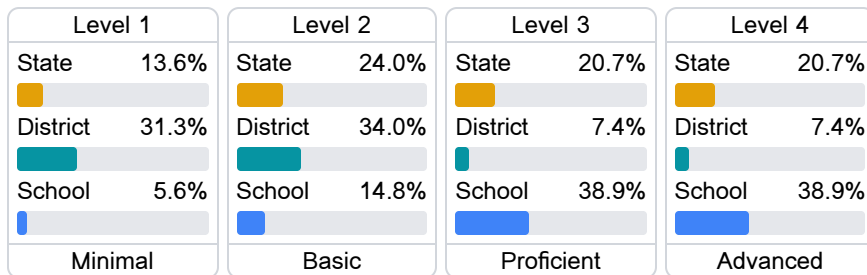 Level 1
State 13.6%
District 31.3%
School 5.6%
Minimal
Level 2
State 24.0%
District 34.0%
School 14.8%
Basic
Level 3
State 20.7%
District 7.4%
School 38.9%
Proficient
Level 4
State 20.7%
District 7.4%
School 38.9%
Advanced